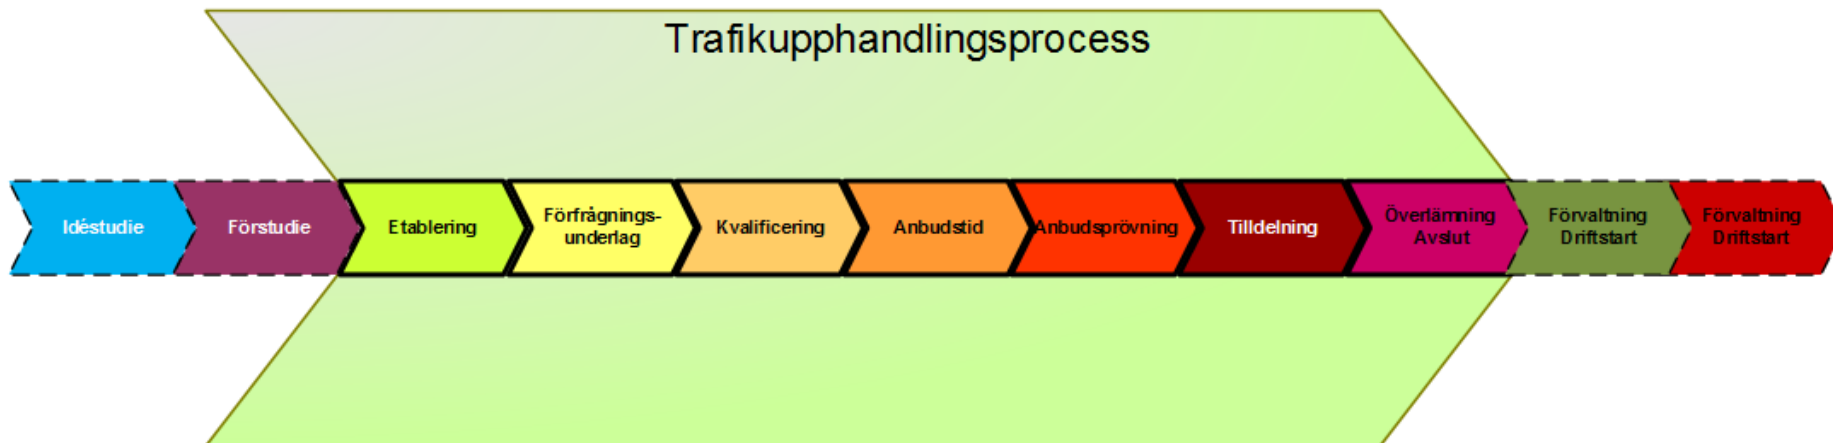 Trafikupphandlingsprocess
Idéstudie
Förstudie
Etablering
Förfrågnings-
underlag
Kvalificering
Anbudstid
Anbudsprövning
Tilldelning
Överlämning
Avslut
Förvaltning
Driftstart
Förvaltning
Driftstart